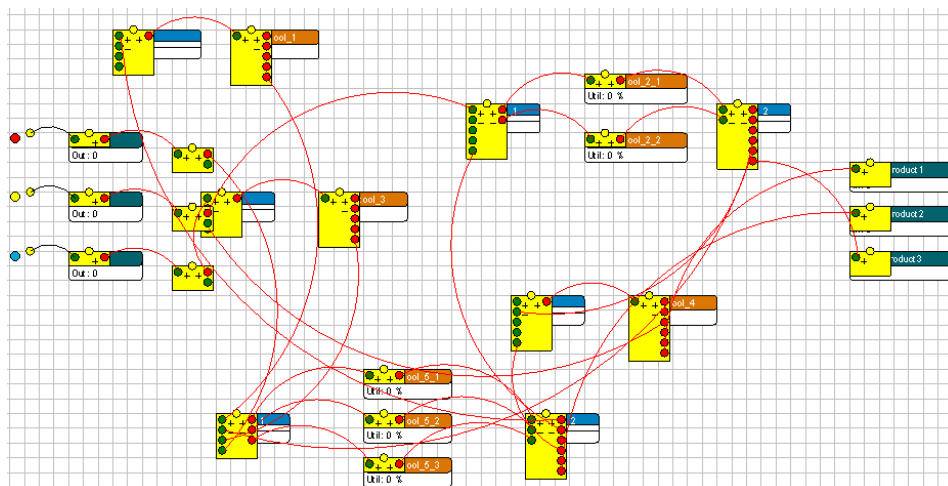 ool_1
ool_2_1
Util: 0 %
1
2
ool_2_2
Util: 0 %
Out: 0
roduct 1
Out: 0
ool_3
roduct 2
Out: 0
roduct 3
ool_4
ool_5_1
Util: 0 %
1
ool_5_2
2
Util: 0 %
ool_5_3
Util: 0 %